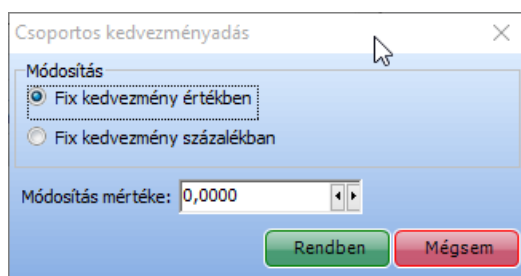 Csoportos kedvezményadás
Módosítás
Fix kedvezmény értékben
Fix kedvezmény százalékban
Módosítás mértéke: 0,0000
Rendben Mégsem